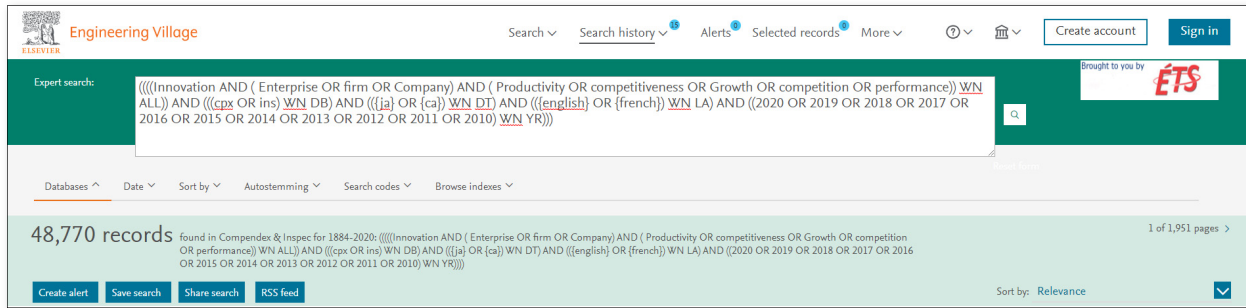 ELSEVIER
Engineering Village
Search
Search history 15
Alerts 0
Selected records 0
More
Create account
Sign in
Expert search:
((((Innovation AND ( Enterprise OR firm OR Company) AND ( Productivity OR competitiveness OR Growth OR competition OR performance)) WN
ALL)) AND (((cpx OR ins) WN DB) AND (({ja} OR {ca}) WN DT) AND (({english} OR {french}) WN LA) AND ((2020 OR 2019 OR 2018 OR 2017 OR
2016 OR 2015 OR 2014 OR 2013 OR 2012 OR 2011 OR 2010) WN YR)))
Brought to you by
ÉTS
Databases
Date
Sort by
Autostemming
Search codes
Browse indexes
48,770 records
found in Compendex & Inspec for 1884-2020: (((((Innovation AND ( Enterprise OR firm OR Company) AND ( Productivity OR competitiveness OR Growth OR competition
OR performance)) WN ALL)) AND (((cpx OR ins) WN DB) AND (({ja} OR {ca}) WN DT) AND (({english} OR {french}) WN LA) AND ((2020 OR 2019 OR 2018 OR 2017 OR 2016
OR 2015 OR 2014 OR 2013 OR 2012 OR 2011 OR 2010) WN YR))))
1 of 1,951 pages >
Create alert
Save search
Share search
RSS feed
Sort by: Relevance